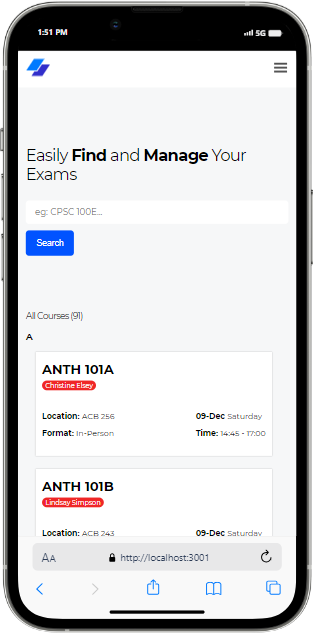 1:51 PM
5G
Easily Find and Manage Your
Exams
eg: CPSC 100E...
Search
All Courses (91)
A
ANTH 101A
Christine Elsey
Location: ACB 256 09-Dec Saturday
Format: In-Person Time: 14:45 - 17:00
ANTH 101B
Lindsay Simpson
Location: ACB 243 09-Dec Saturday
AA http://localhost:3001